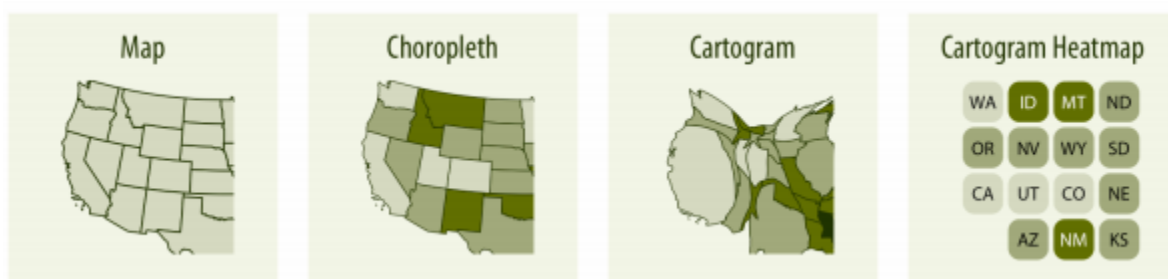 Map
Choropleth
Cartogram
Cartogram Heatmap
WA ID MT ND
OR NV WY SD
CA UT CO NE
AZ NM KS